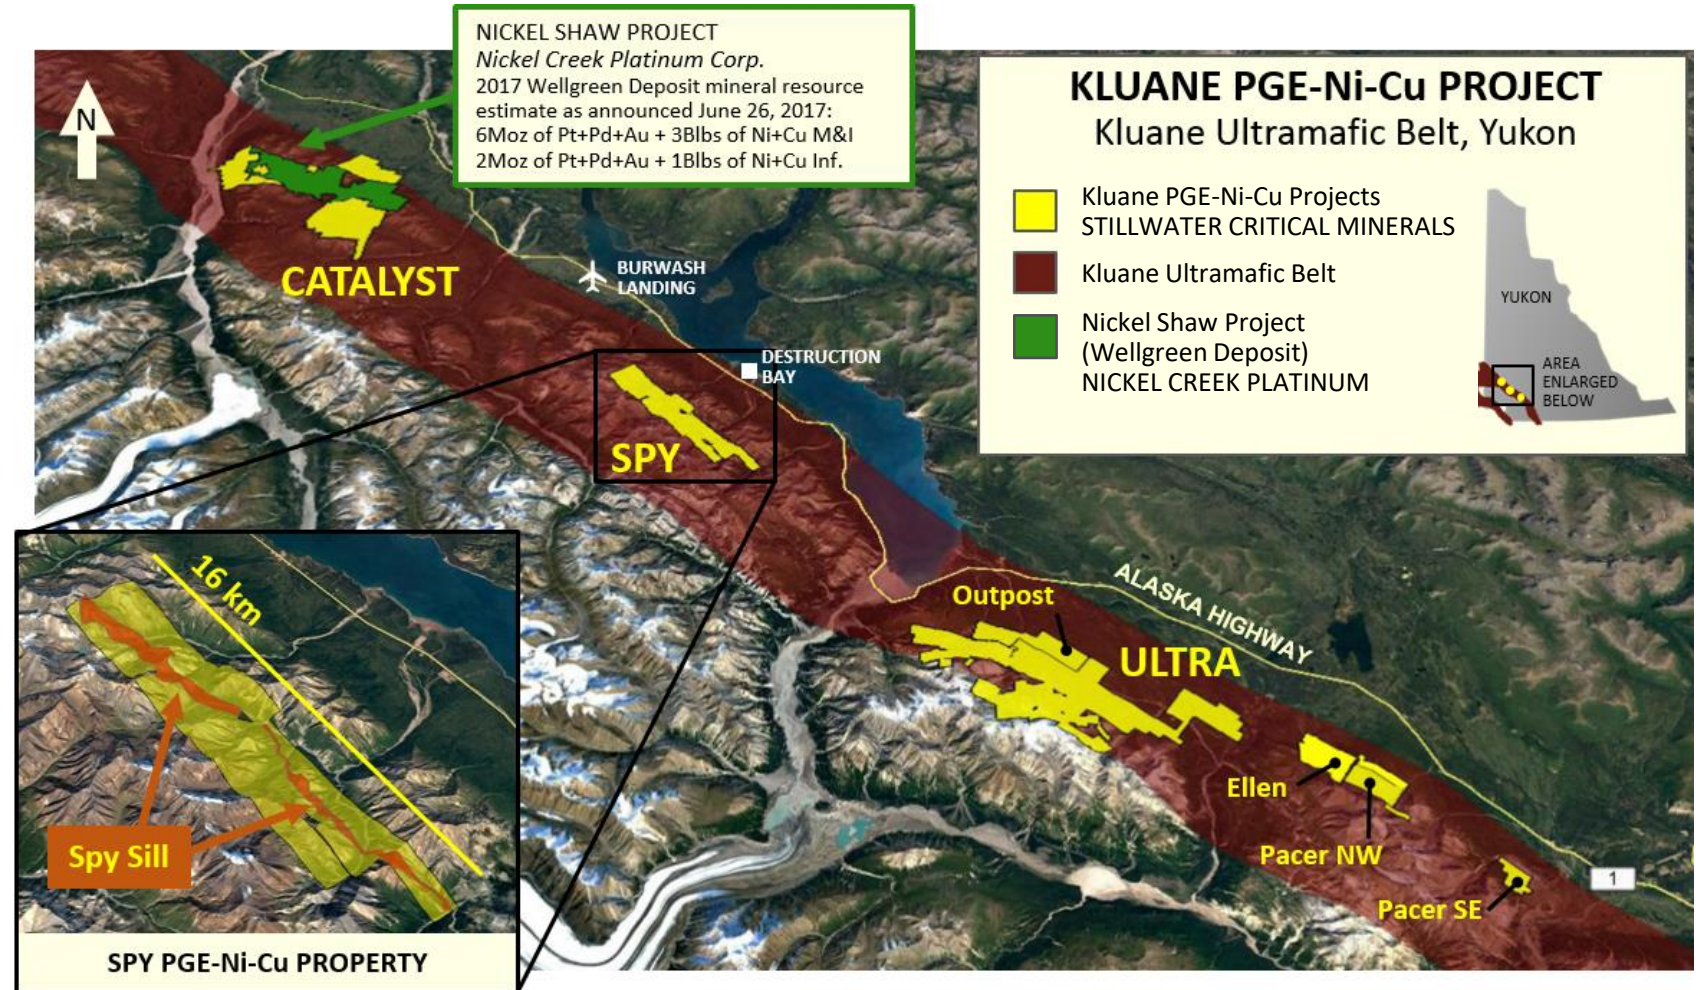 NICKEL SHAW PROJECT
Nickel Creek Platinum Corp.
2017 Wellgreen Deposit mineral resource
estimate as announced June 26, 2017:
6Moz of Pt+Pd+Au + 3Blbs of Ni+Cu M&I
2Moz of Pt+Pd+Au + 1Blbs of Ni+Cu Inf.
KLUANE PGE-Ni-Cu PROJECT
Kluane Ultramafic Belt, Yukon
Kluane PGE-Ni-Cu Projects
STILLWATER CRITICAL MINERALS
Kluane Ultramafic Belt
Nickel Shaw Project
(Wellgreen Deposit)
NICKEL CREEK PLATINUM
YUKON
AREA
ENLARGED
BELOW
N
CATALYST
BURWASH
LANDING
DESTRUCTION
BAY
SPY
16 km
Spy Sill
SPY PGE-Ni-Cu PROPERTY
Outpost
ALASKA HIGHWAY
ULTRA
Ellen
Pacer NW
Pacer SE
1